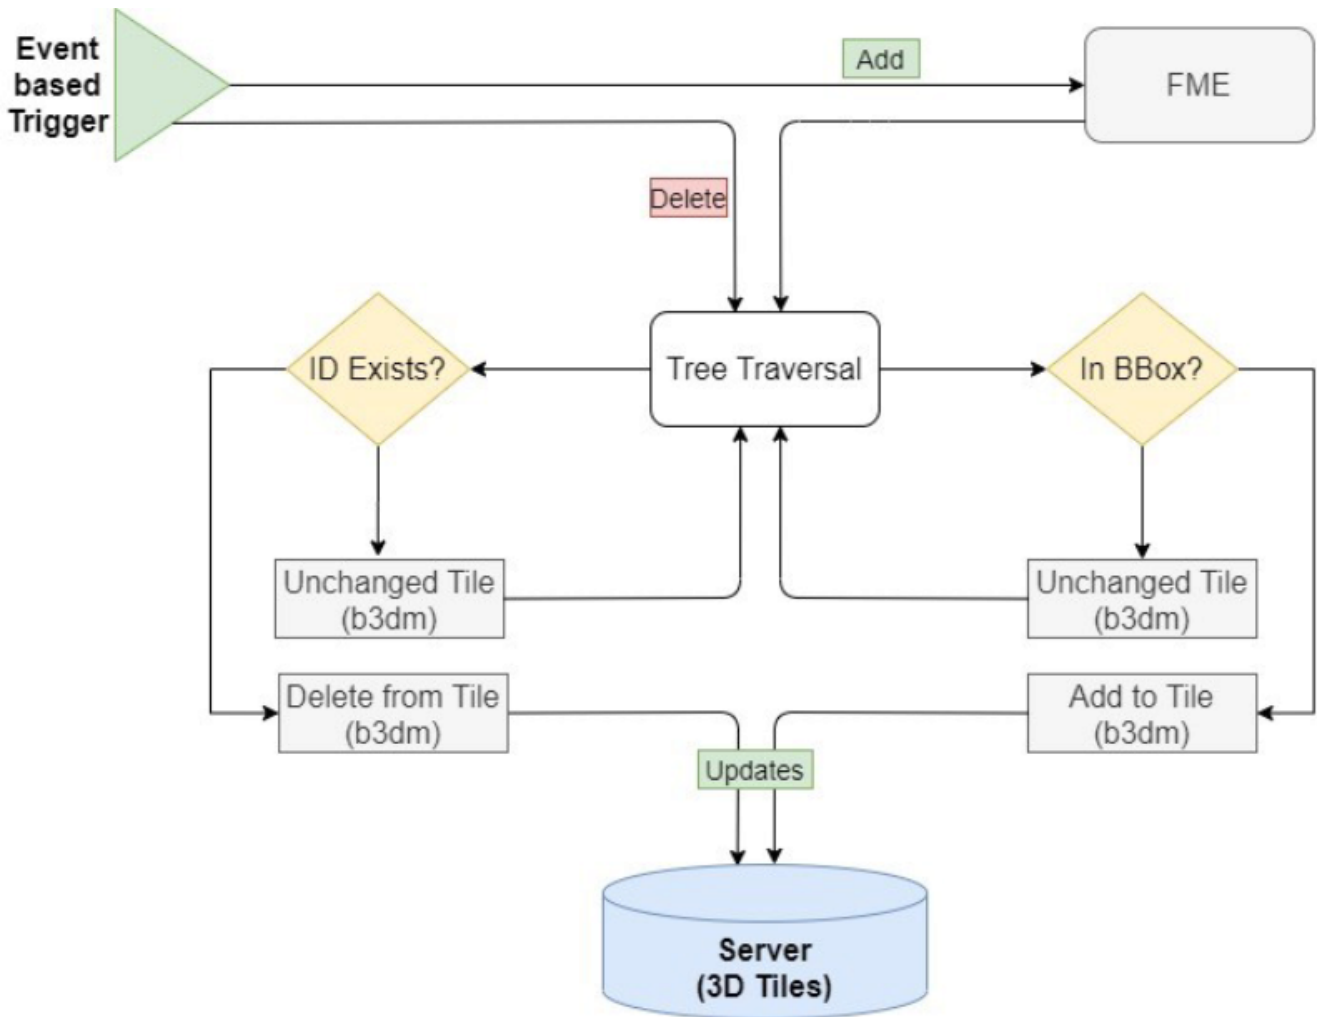 Event
based
Trigger
Add
FME
Delete
ID Exists?
Tree Traversal
In BBox?
Unchanged Tile
(b3dm)
Unchanged Tile
(b3dm)
Delete from Tile
(b3dm)
Add to Tile
(b3dm)
Updates
Server
(3D Tiles)